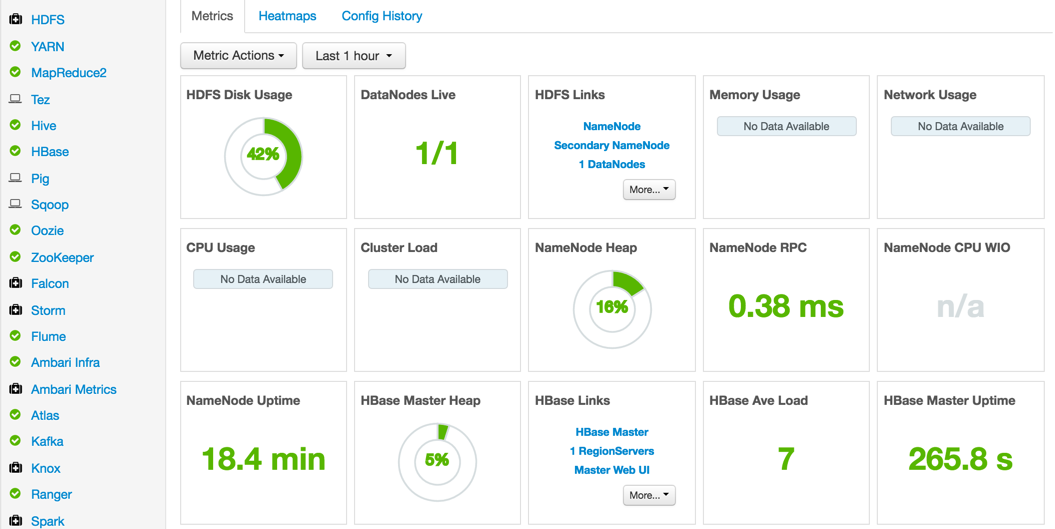 HDFS
YARN
MapReduce2
Tez
Hive
HBase
Pig
Sqoop
Oozie
ZooKeeper
Falcon
Storm
Flume
Ambari Infra
Ambari Metrics
Atlas
Kafka
Knox
Ranger
Spark
Metrics Heatmaps Config History
Metric Actions Last 1 hour
HDFS Disk Usage
42%
DataNodes Live
1/1
HDFS Links
NameNode
Secondary NameNode
1 DataNodes
More...
Memory Usage
No Data Available
Network Usage
No Data Available
CPU Usage
No Data Available
Cluster Load
No Data Available
NameNode Heap
16%
NameNode RPC
0.38 ms
NameNode CPU WIO
n/a
NameNode Uptime
18.4 min
HBase Master Heap
5%
HBase Links
HBase Master
1 RegionServers
Master Web UI
More...
HBase Ave Load
7
HBase Master Uptime
265.8 s